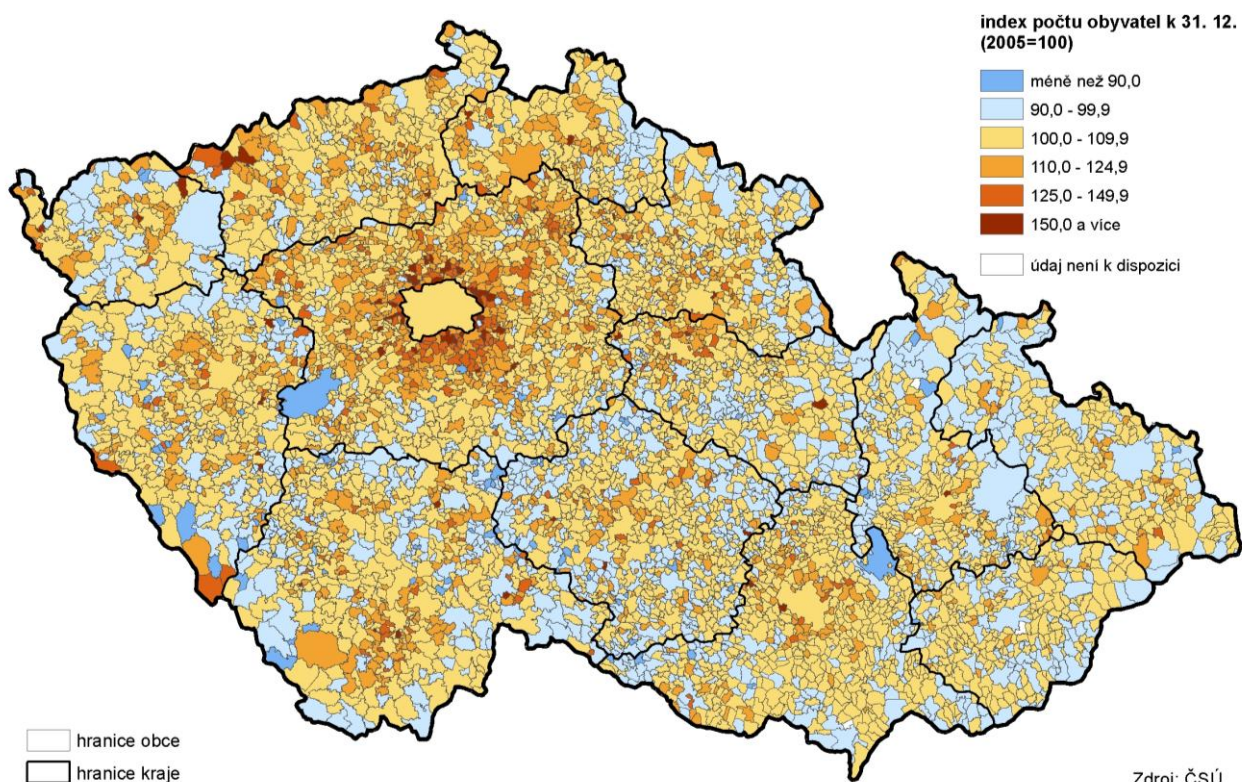 index počtu obyvatel k 31. 12.
(2005=100)
méně než 90,0
90,0 - 99,9
100,0 - 109,9
110,0 - 124,9
125,0 - 149,9
150,0 a více
údaj není k dispozici
hranice obce
hranice kraje
Zdroj: ČSÚ